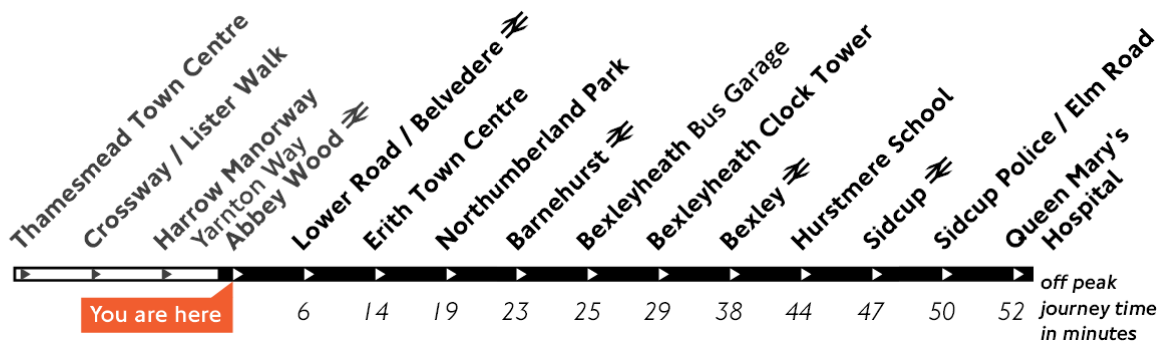 Thamesmead Town Centre
Crossway / Lister Walk
Harrow Manorway
Yarnton Way
Abbey Wood
Lower Road / Belvedere
Erith Town Centre
Northumberland Park
Barnehurst
Bexleyheath Bus Garage
Bexleyheath Clock Tower
Bexley
Hurstmere School
Sidcup
Sidcup Police / Elm Road
Queen Mary's
Hospital
You are here
6 14 19 23 25 29 38 44 47 50 52
off peak
journey time
in minutes